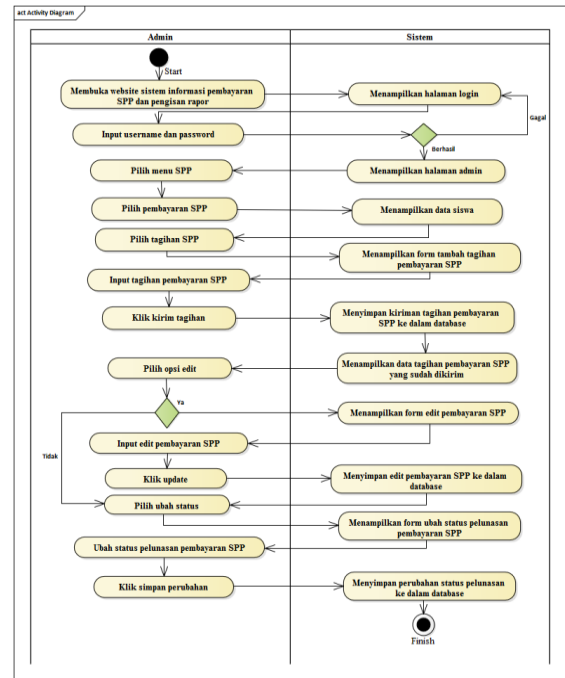 act Activity Diagram
Admin
Sistem
Start
Membuka website sistem informasi pembayaran
SPP dan pengisan rapor
Menampilkan halaman login
Gagal
Input username dan password
Berhasil
Pilih menu SPP
Menampilkan halaman admin
Pilih pembayaran SPP
Menampilkan data siswa
Pilih tagihan SPP
Menampilkan form tambah tagihan
pembayaran SPP
Input tagihan pembayaran SPP
Klik kirim tagihan
Menyimpan kiriman tagihan pembayaran
SPP ke dalam database
Pilih opsi edit
Menampilkan data tagihan pembayaran SPP
yang sudah dikirim
Ya
Menampilkan form edit pembayaran SPP
Input edit pembayaran SPP
Tidak
Klik update
Menyimpan edit pembayaran SPP ke dalam
database
Pilih ubah status
Menampilkan form ubah status pelunasan
pembayaran SPP
Ubah status pelunasan pembayaran SPP
Klik simpan perubahan
Menyimpan perubahan status pelunasan
ke dalam database
Finish